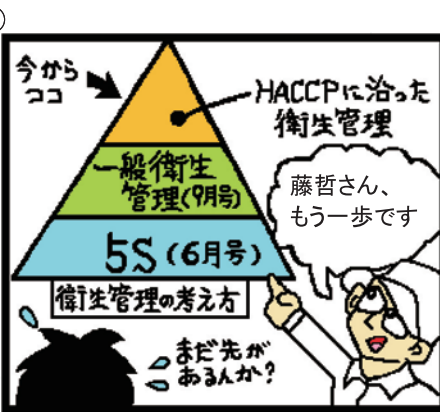 今から
ココ
HACCPに沿った
衛生管理
一般衛生
管理(9月号)
藤哲さん、
もう一歩です
5S(6月号)
衛生管理の考え方
まだ先が
あるんか?